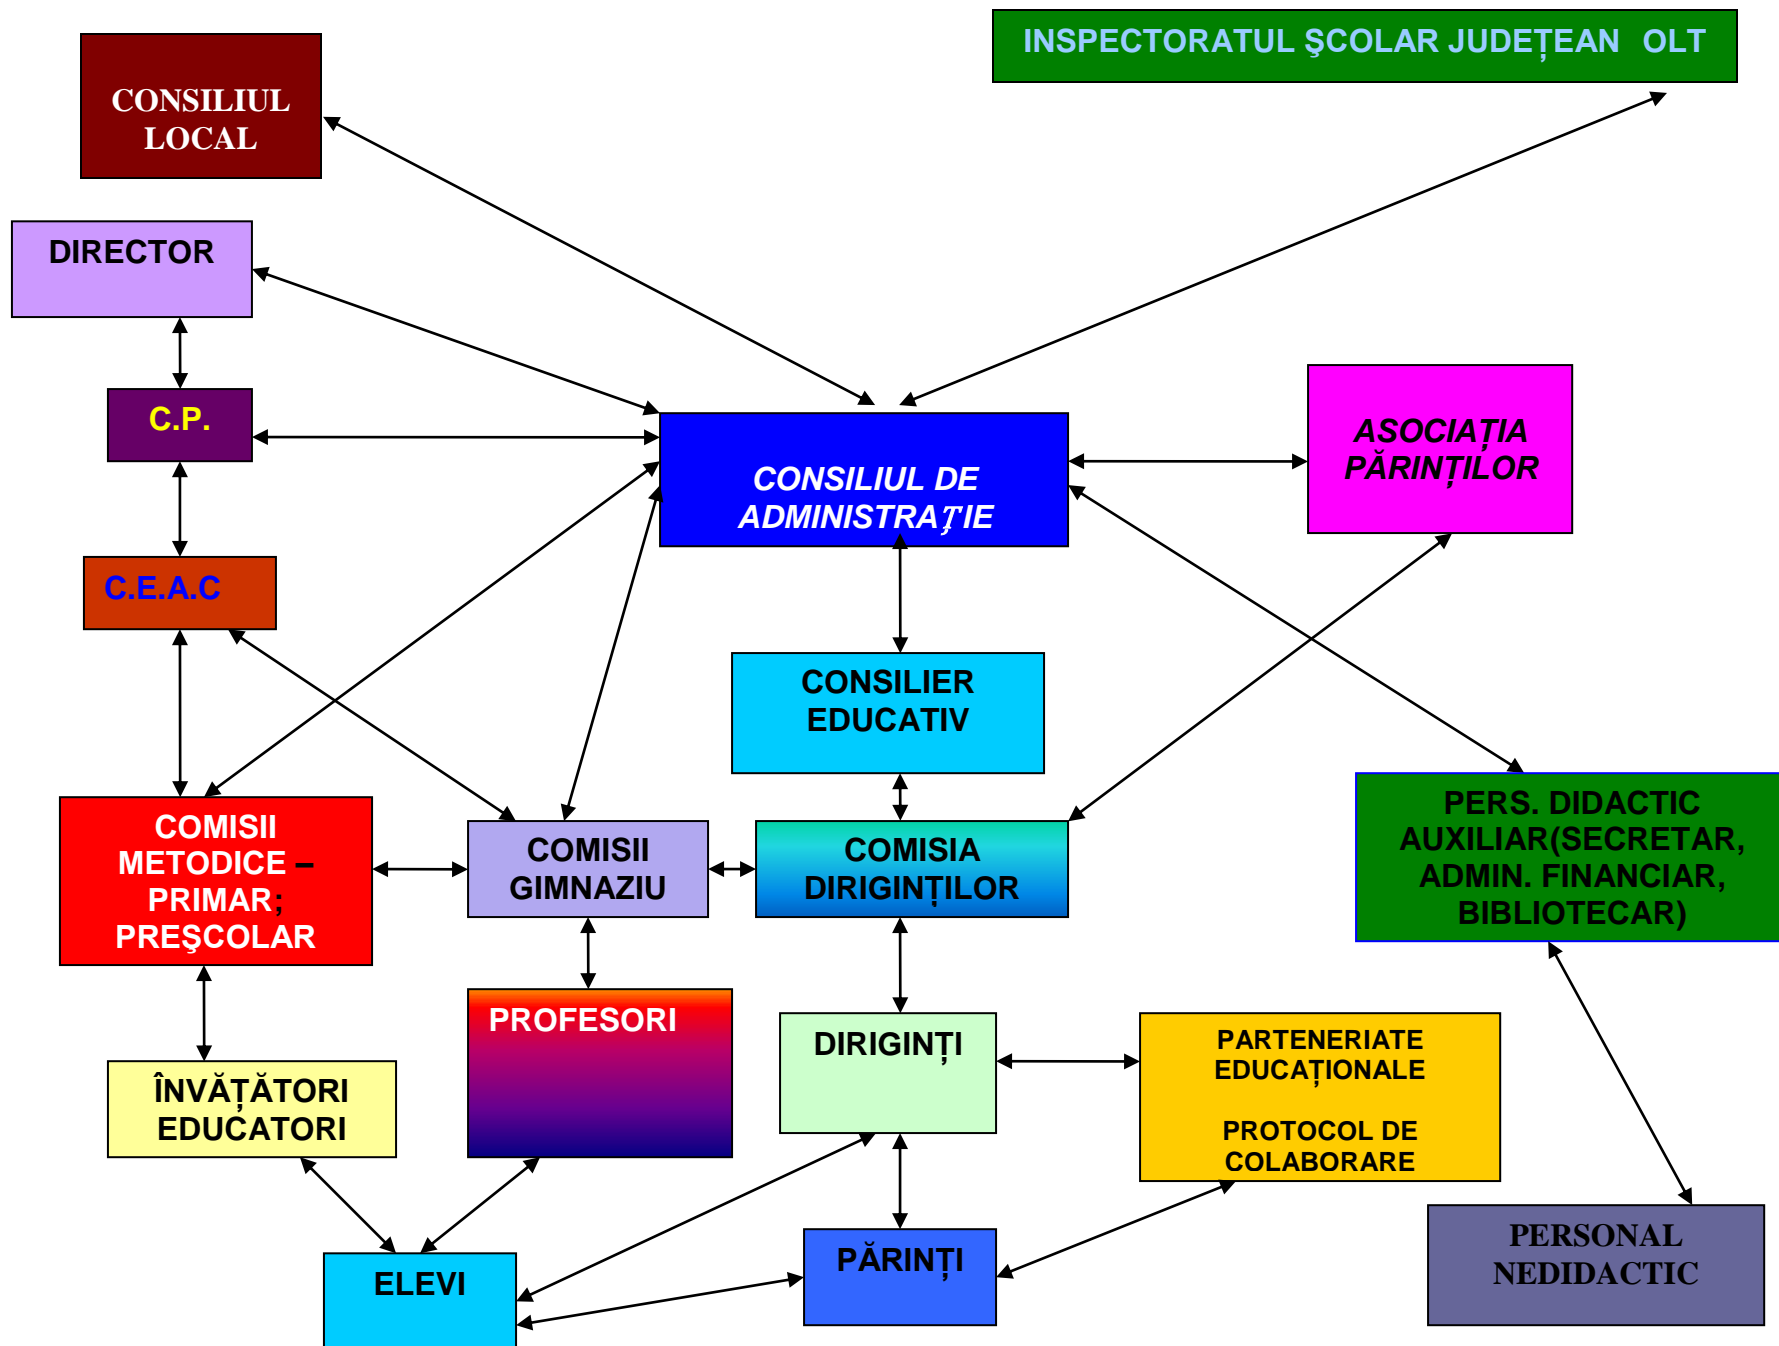 INSPECTORATUL ŞCOLAR JUDEȚEAN OLT
CONSILIUL
LOCAL
DIRECTOR
C.P.
CONSILIUL DE
ADMINISTRAŢIE
ASOCIAȚIA
PĂRINȚILOR
C.E.A.C
CONSILIER
EDUCATIV
COMISII
METODICE –
PRIMAR;
PREŞCOLAR
COMISII
GIMNAZIU
COMISIA
DIRIGINȚILOR
PERS. DIDACTIC
AUXILIAR(SECRETAR,
ADMIN. FINANCIAR,
BIBLIOTECAR)
PROFESORI
DIRIGINȚI
PARTENERIATE
EDUCAȚIONALE
PROTOCOL DE
COLABORARE
ÎNVĂȚĂTORI
EDUCATORI
ELEVI
PĂRINȚI
PERSONAL
NEDIDACTIC